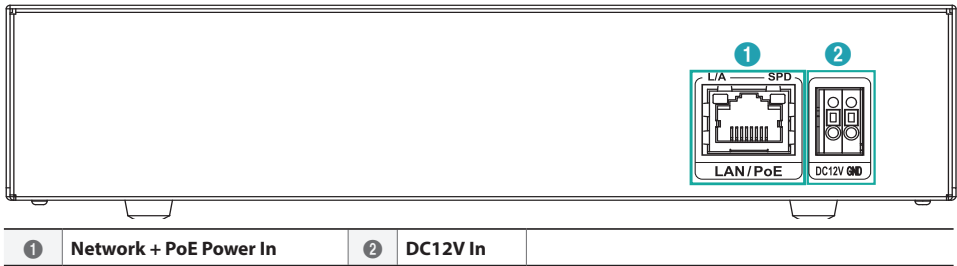 1 2
L/A SPD
LAN/PoE DC12V GND
1 Network + PoE Power In 2 DC12V In